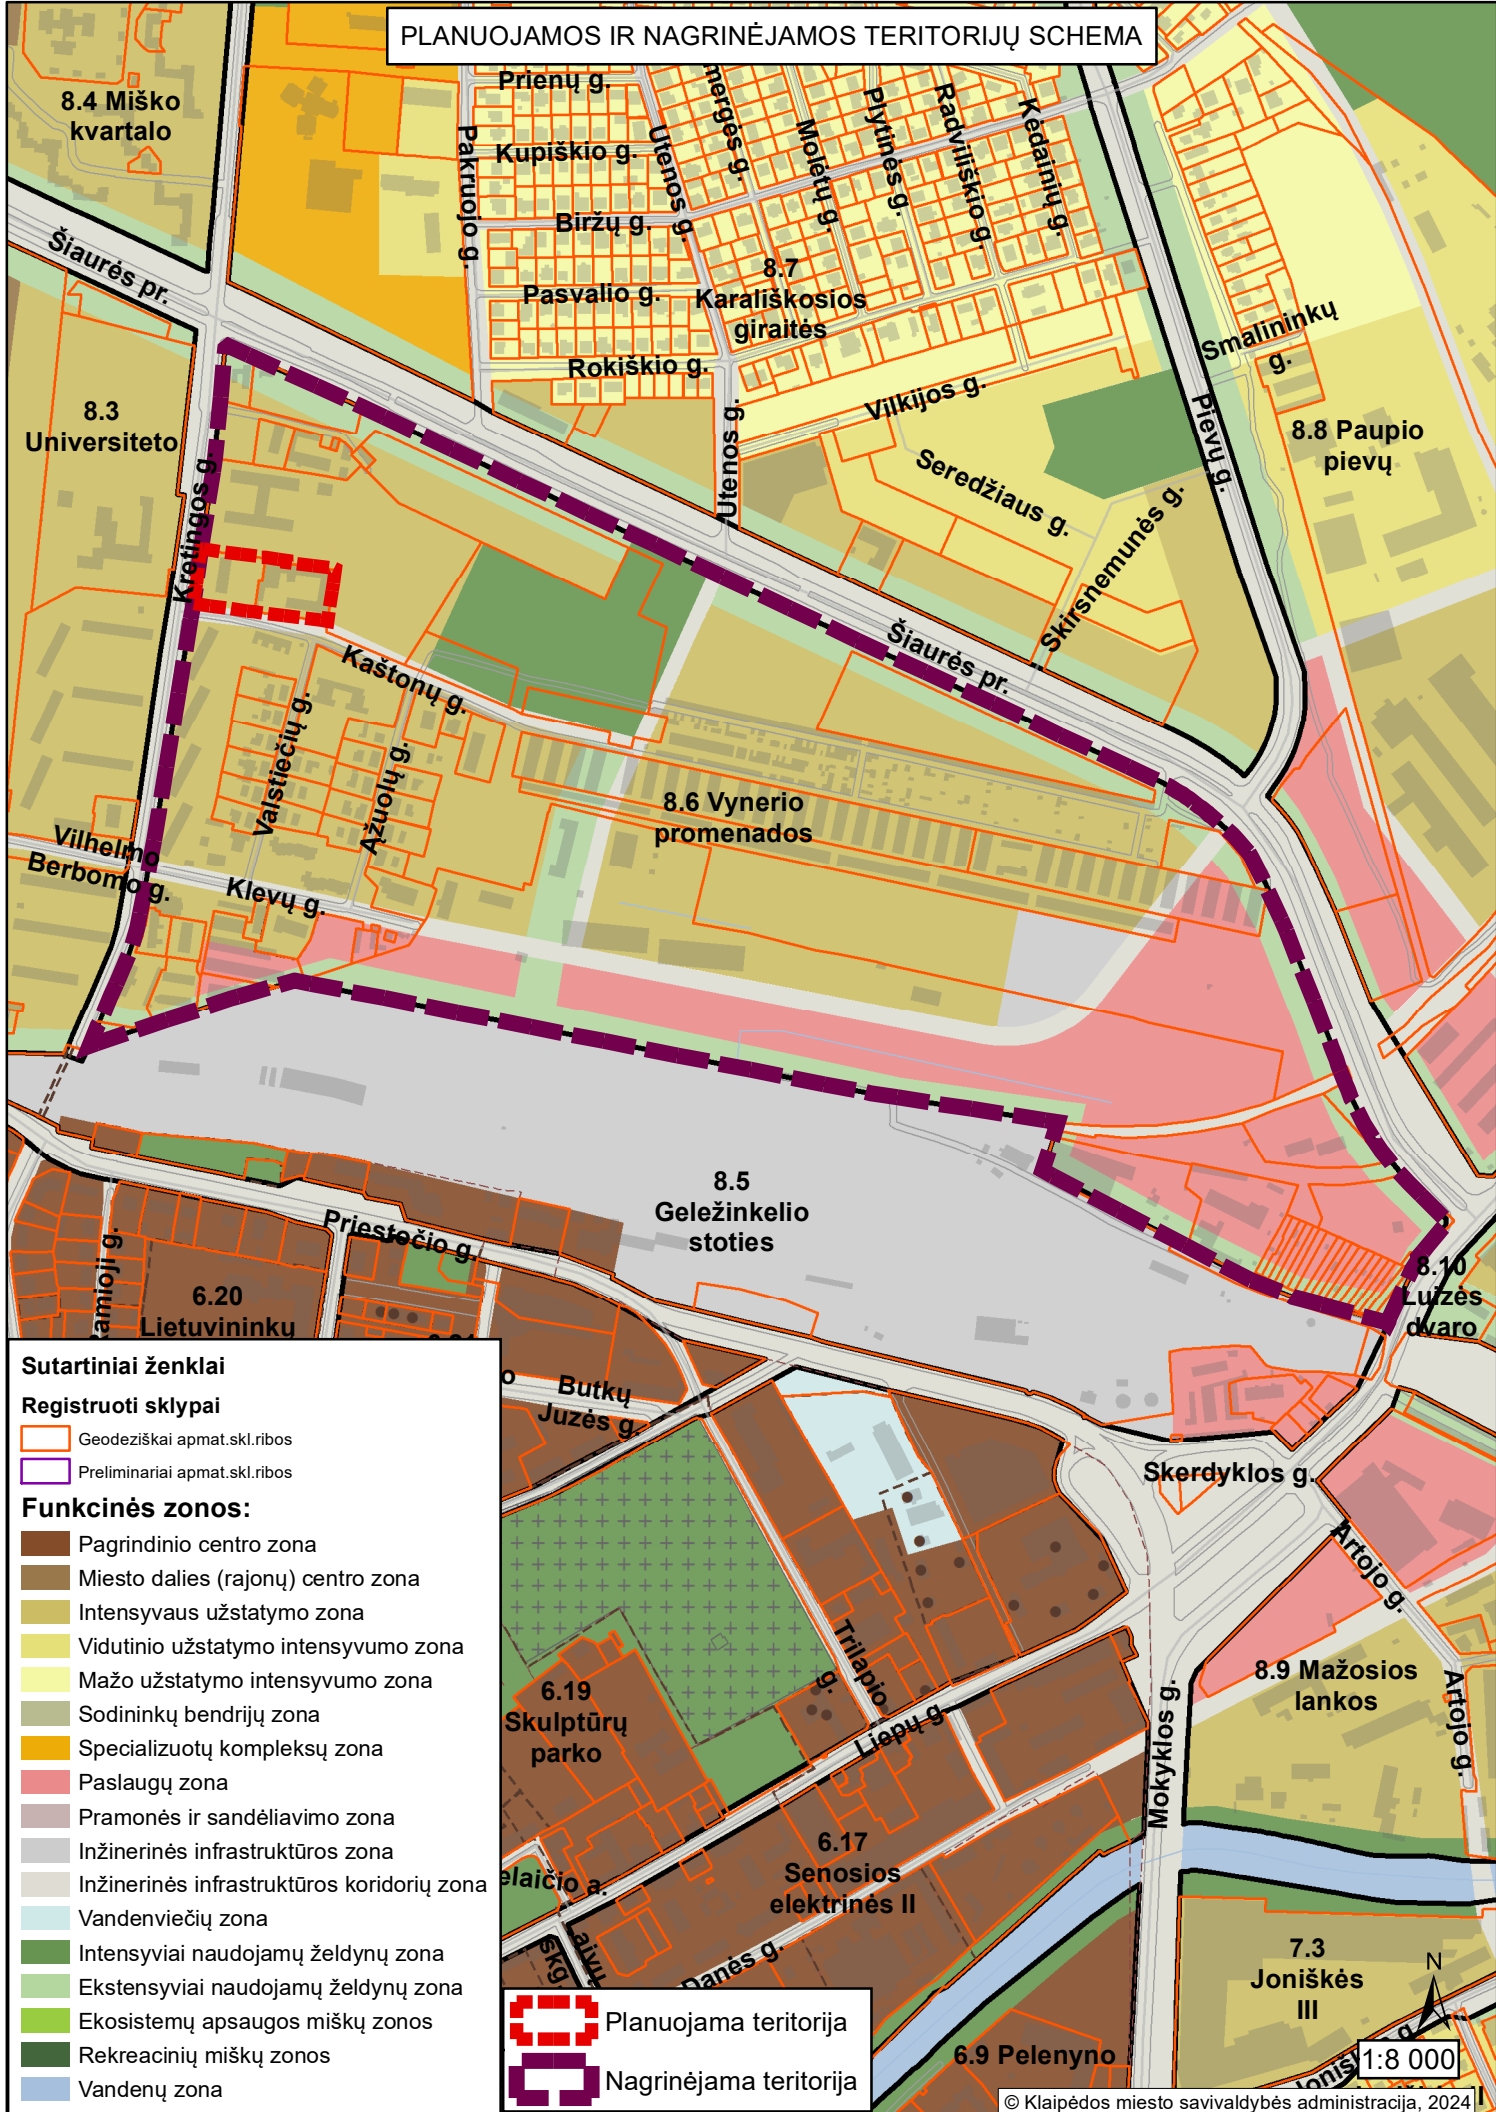 PLANUOJAMOS IR NAGRINĖJAMOS TERITORIJŲ SCHEMA
8.4 Miško
kvartalo
Prienų g.
Kupiškio g.
Biržų g.
Pasvalio g.
Rokiškio g.
Pakruojo g.
Utenos g.
mergės g.
Molėtų g.
Plytinės g.
Radviliškio g.
Kėdainių g.
Šiaurės pr.
8.7
Karališkosios
giraitės
Smalininkų
g.
8.3
Universiteto
Vilkijos g.
Utenos g.
Pievų g.
8.8 Paupio
pievų
Seredžiaus g.
Skirsnemunės g.
Kretingos g.
Šiaurės pr.
Kaštonų g.
Valstiečių g.
Ąžuolų g.
8.6 Vynerio
promenados
Vilhelmo
Berbomo g.
Klevų g.
8.5
Geležinkelio
stoties
Priestočio g.
Ramioji g.
6.20
Lietuvininkų
8.10
Luizės
dvaro
Butkų
Juzės g.
Skerdyklos g.
Artojo g.
Artojo g.
Trilapio
g.
Liepų g.
Mokyklos g.
8.9 Mažosios
lankos
6.19
Skulptūrų
parko
6.17
Senosios
elektrinės II
elaičio a.
aivų
skg.
Danės g.
7.3
Joniškės
III
6.9 Pelenyno
N
1:8 000
Sutartiniai ženklai
Registruoti sklypai
Geodeziškai apmat.skl.ribos
Preliminariai apmat.skl.ribos
Funkcinės zonos:
Pagrindinio centro zona
Miesto dalies (rajonų) centro zona
Intensyvaus užstatymo zona
Vidutinio užstatymo intensyvumo zona
Mažo užstatymo intensyvumo zona
Sodininkų bendrijų zona
Specializuotų kompleksų zona
Paslaugų zona
Pramonės ir sandėliavimo zona
Inžinerinės infrastruktūros zona
Inžinerinės infrastruktūros koridorių zona
Vandenviečių zona
Intensyviai naudojamų želdynų zona
Ekstensyviai naudojamų želdynų zona
Ekosistemų apsaugos miškų zonos
Rekreacinių miškų zonos
Vandenų zona
Planuojama teritorija
Nagrinėjama teritorija
© Klaipėdos miesto savivaldybės administracija, 2024